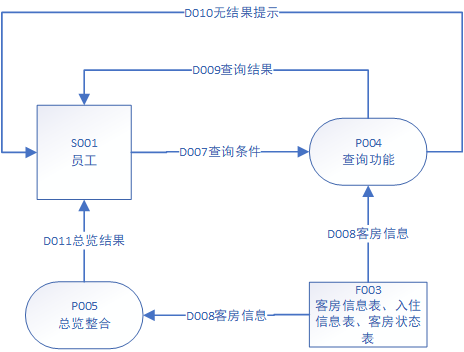 D010无结果提示
D009查询结果
S001
员工
D007查询条件
P004
查询功能
D011总览结果
D008客房信息
P005
总览整合
D008客房信息
F003
客房信息表、入住
信息表、客房状态
表